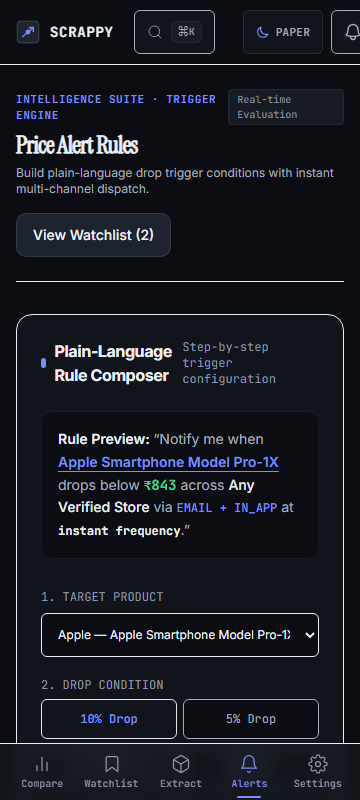 SCRAPPY
⌘K
PAPER
INTELLIGENCE SUITE · TRIGGER
ENGINE
Real-time
Evaluation
Price Alert Rules
Build plain-language drop trigger conditions with instant
multi-channel dispatch.
View Watchlist (2)
Plain-Language
Rule Composer
Step-by-step
trigger
configuration
Rule Preview: “Notify me when
Apple Smartphone Model Pro-1X
drops below ₹843 across Any
Verified Store via EMAIL + IN_APP at
instant frequency.”
1. TARGET PRODUCT
Apple — Apple Smartphone Model Pro-1X
2. DROP CONDITION
10% Drop
5% Drop
Compare
Watchlist
Extract
Alerts
Settings